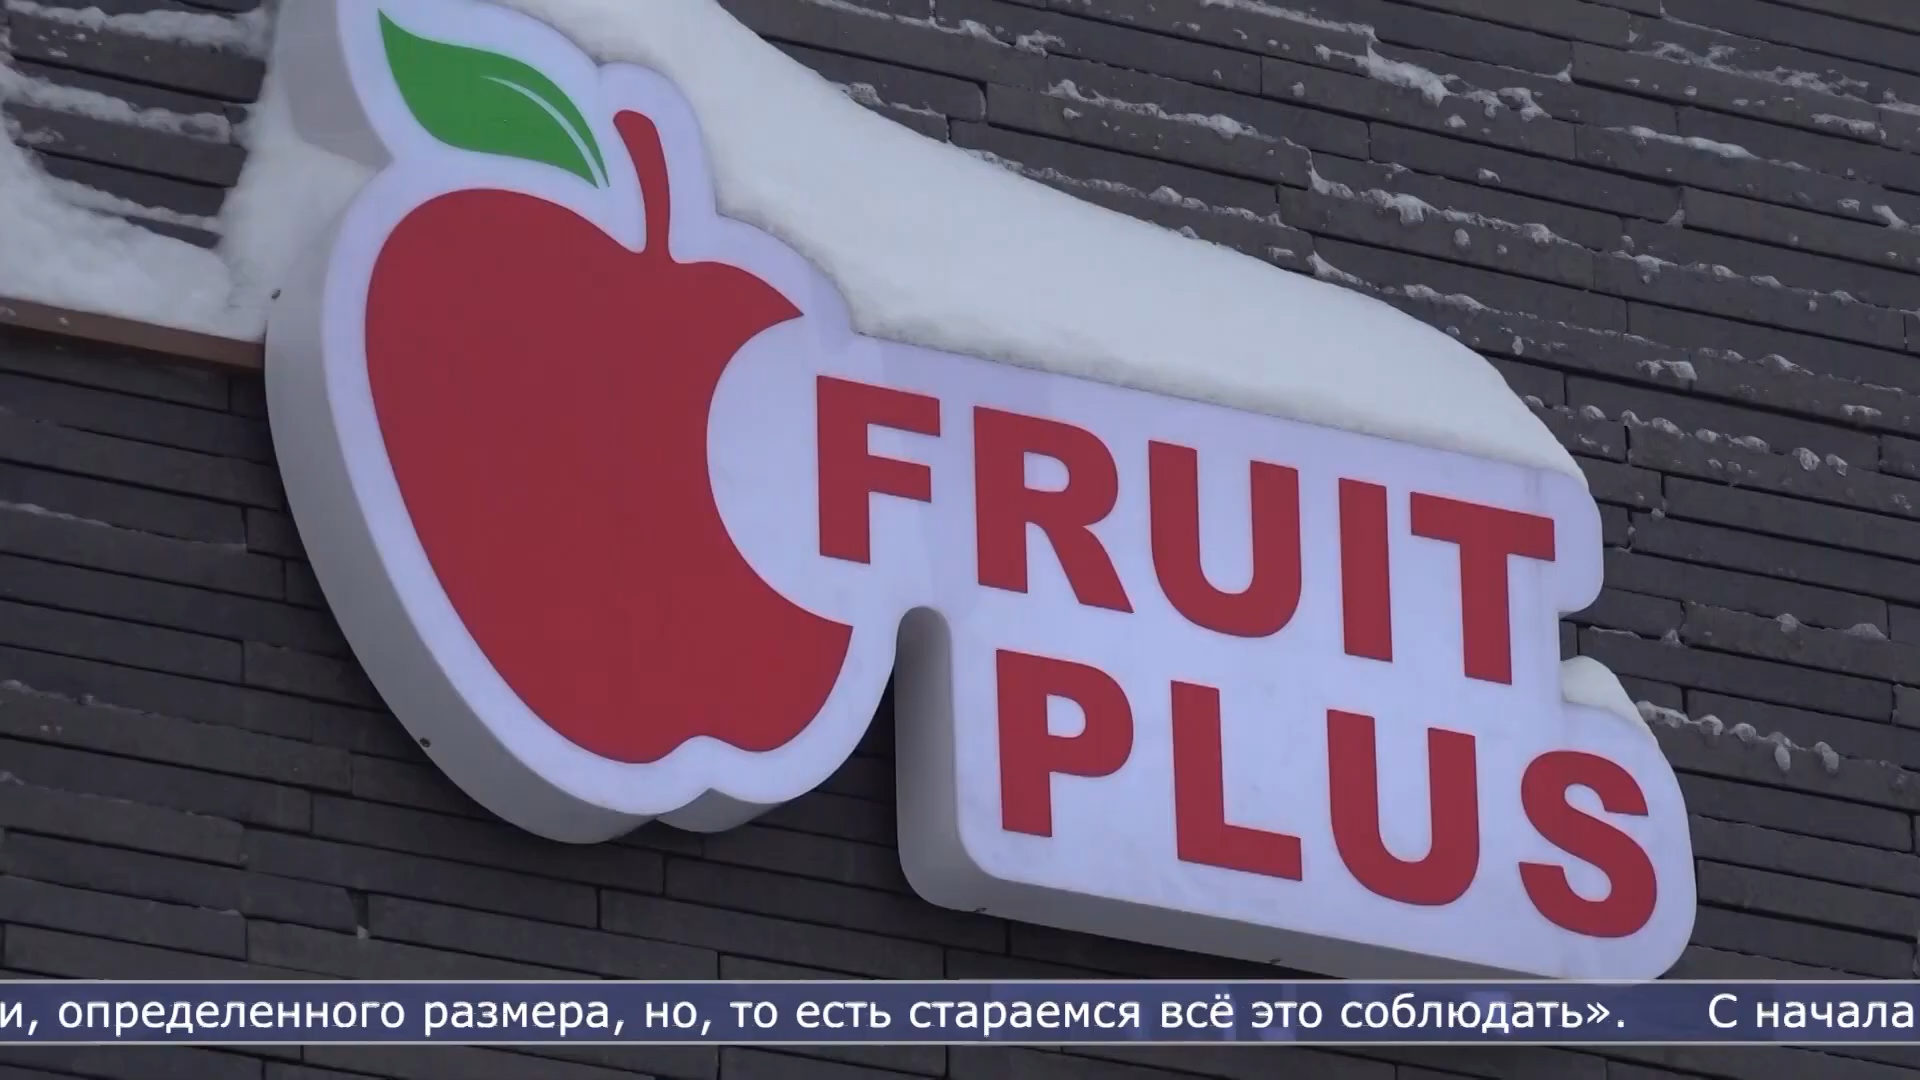 FRUIT
PLUS
и, определенного размера, но, то есть стараемся всё это соблюдать». С начала